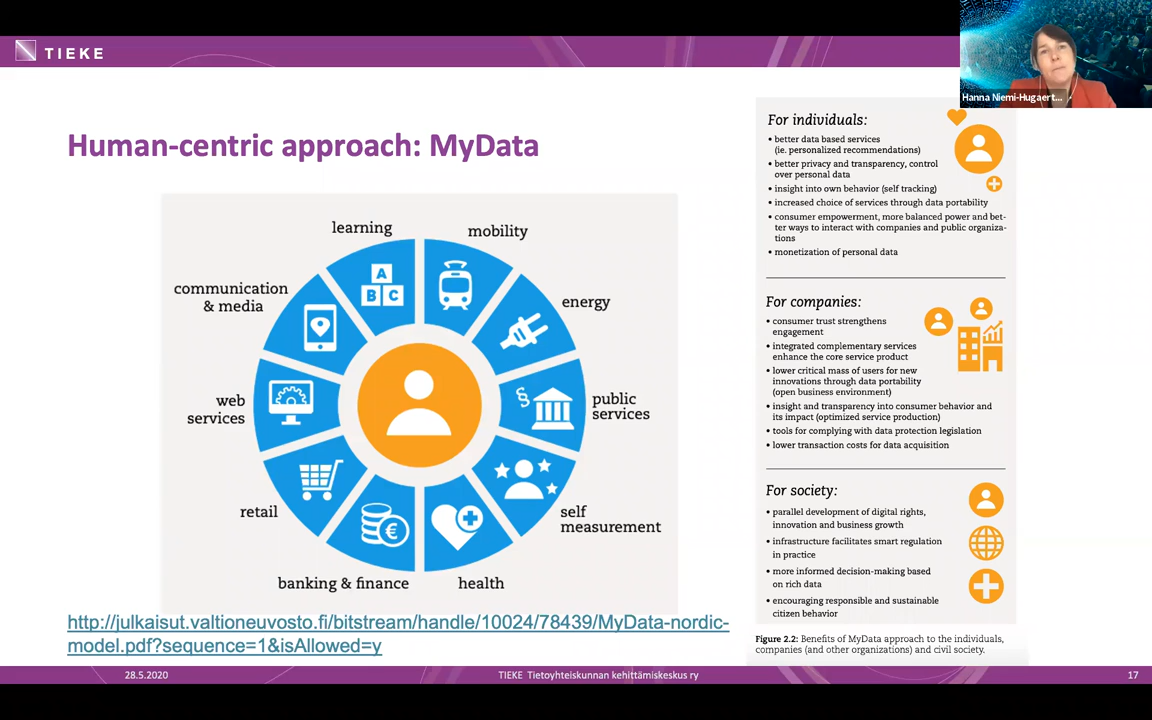 TIEKE
Hanna Niemi-Hugaert...
Human-centric approach: MyData
learning
mobility
communication
& media
energy
web
services
public
services
retail
self
measurement
banking & finance
health
A
B C
§
€
http://julkaisut.valtioneuvosto.fi/bitstream/handle/10024/78439/MyData-nordic-
model.pdf?sequence=1&isAllowed=y
For individuals:
• better data based services
(ie. personalized recommendations)
• better privacy and transparency, control
over personal data
• insight into own behavior (self tracking)
• increased choice of services through data portability
• consumer empowerment, more balanced power and bet-
ter ways to interact with companies and public organiza-
tions
• monetization of personal data
For companies:
• consumer trust strengthens
engagement
• integrated complementary services
enhance the core service product
• lower critical mass of users for new
innovations through data portability
(open business environment)
• insight and transparency into consumer behavior and
its impact (optimized service production)
• tools for complying with data protection legislation
• lower transaction costs for data acquisition
For society:
• parallel development of digital rights,
innovation and business growth
• infrastructure facilitates smart regulation
in practice
• more informed decision-making based
on rich data
• encouraging responsible and sustainable
citizen behavior
Figure 2.2: Benefits of MyData approach to the individuals,
companies (and other organizations) and civil society.
28.5.2020
TIEKE Tietoyhteiskunnan kehittämiskeskus ry
17